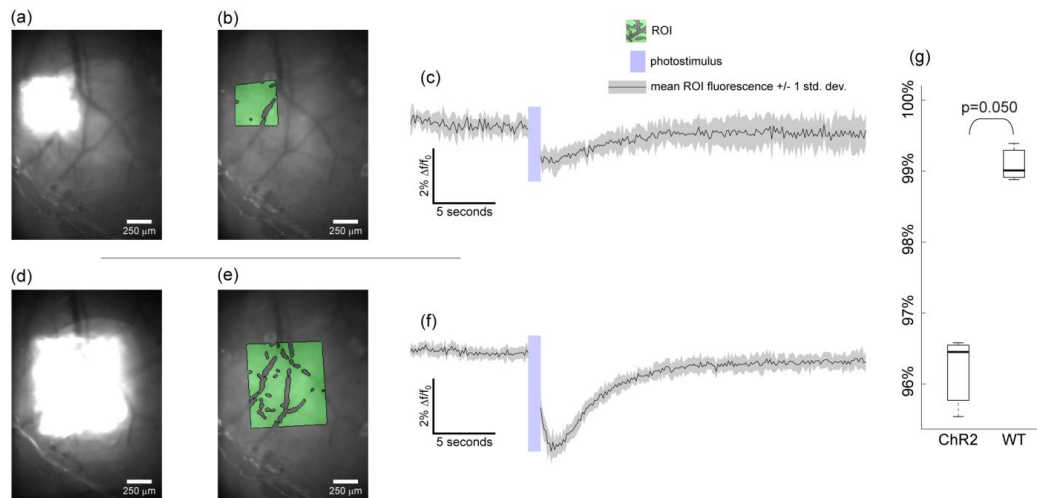 (a)
(b)
ROI
photostimulus
mean ROI fluorescence +/- 1 std. dev.
(c)
2% Δf/f0
5 seconds
250 μm
250 μm
(d)
(e)
(f)
2% Δf/f0
5 seconds
250 μm
250 μm
(g)
p=0.050
100%
99%
98%
97%
96%
ChR2
WT